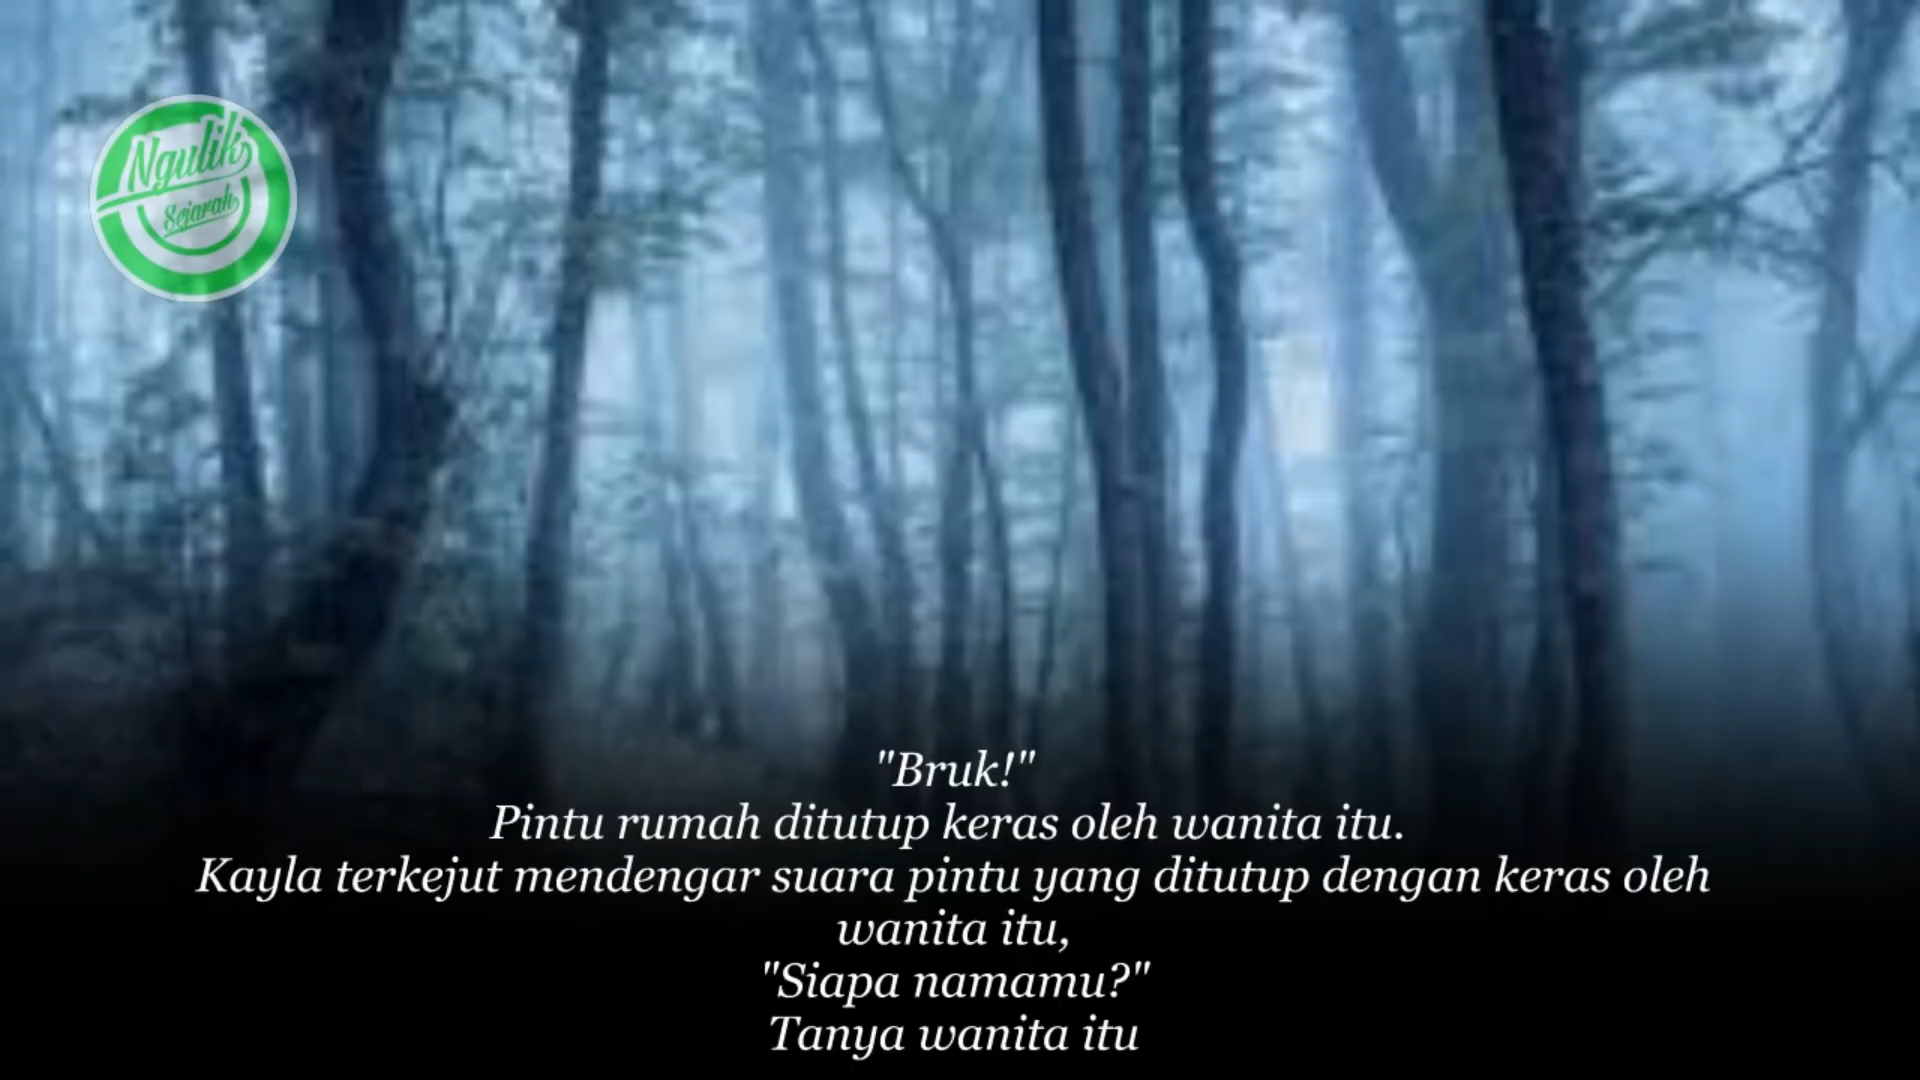 Ngulik
Sejarah
"Bruk!"
Pintu rumah ditutup keras oleh wanita itu.
Kayla terkejut mendengar suara pintu yang ditutup dengan keras oleh
wanita itu,
"Siapa namamu?"
Tanya wanita itu